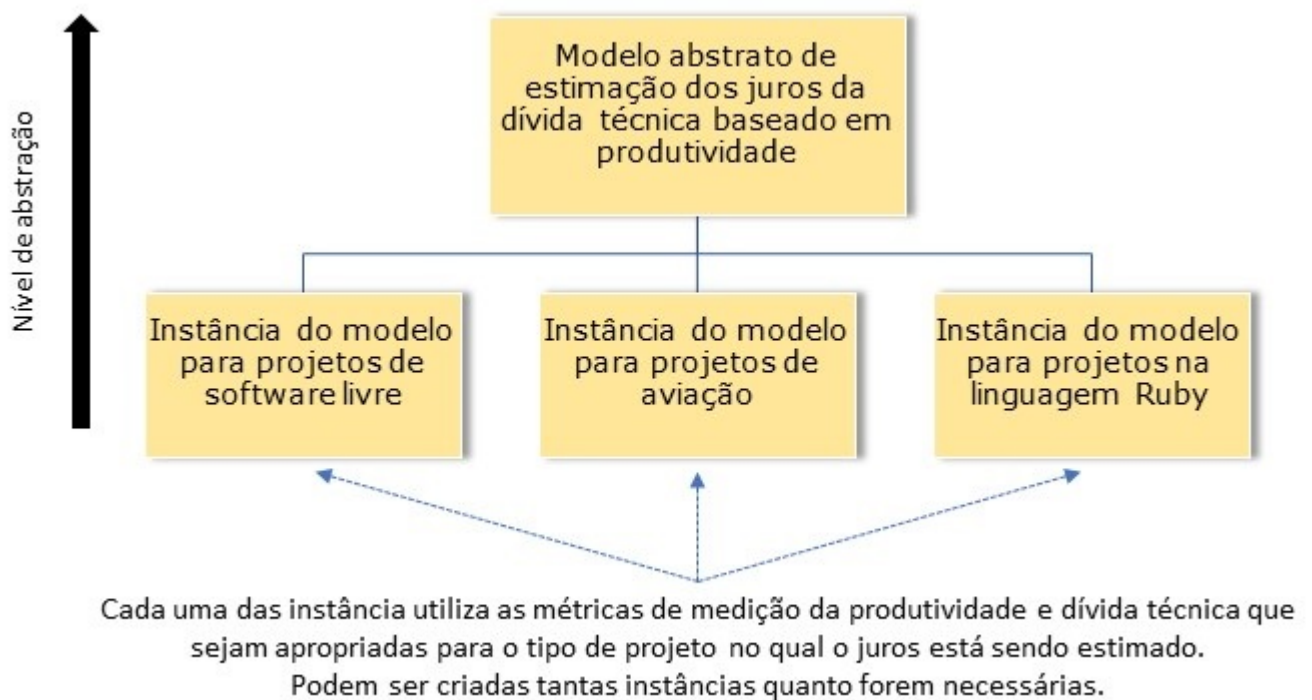 Nível de abstração
Modelo abstrato de
estimação dos juros da
dívida técnica baseado em
produtividade
Instância do modelo
para projetos de
software livre
Instância do modelo
para projetos de
aviação
Instância do modelo
para projetos na
linguagem Ruby
Cada uma das instância utiliza as métricas de medição da produtividade e dívida técnica que
sejam apropriadas para o tipo de projeto no qual o juros está sendo estimado.
Podem ser criadas tantas instâncias quanto forem necessárias.